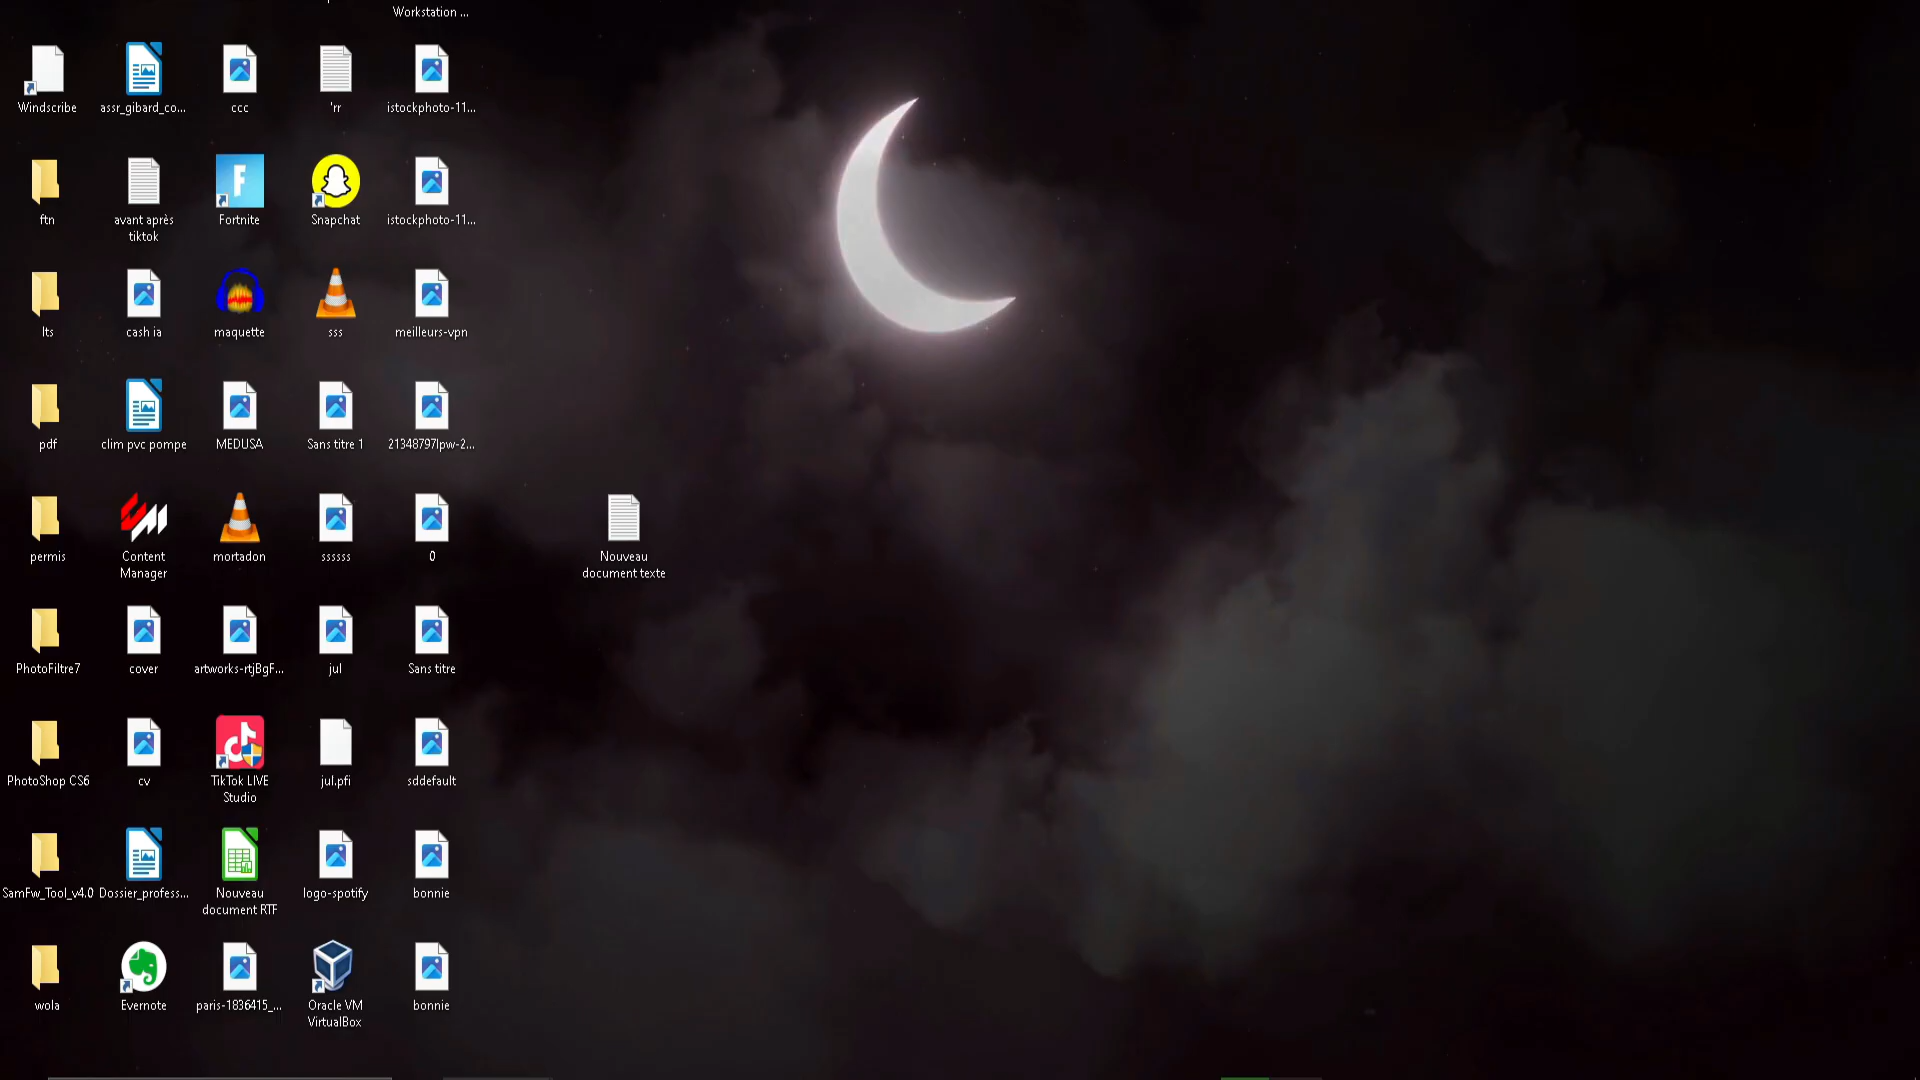 Workstation ...
Windscribe
assr_gibard_co...
ccc
'rr
istockphoto-11...
ftn
avant après
tiktok
Fortnite
Snapchat
istockphoto-11...
lts
cash ia
maquette
sss
meilleurs-vpn
pdf
clim pvc pompe
MEDUSA
Sans titre 1
21348797lpw-2...
permis
Content
Manager
mortadon
ssssss
0
Nouveau
document texte
PhotoFiltre7
cover
artworks-rtjBgF...
jul
Sans titre
PhotoShop CS6
cv
TikTok LIVE
Studio
jul.pfi
sddefault
SamFw_Tool_v4.0
Dossier_profess...
Nouveau
document RTF
logo-spotify
bonnie
wola
Evernote
paris-1836415_...
Oracle VM
VirtualBox
bonnie